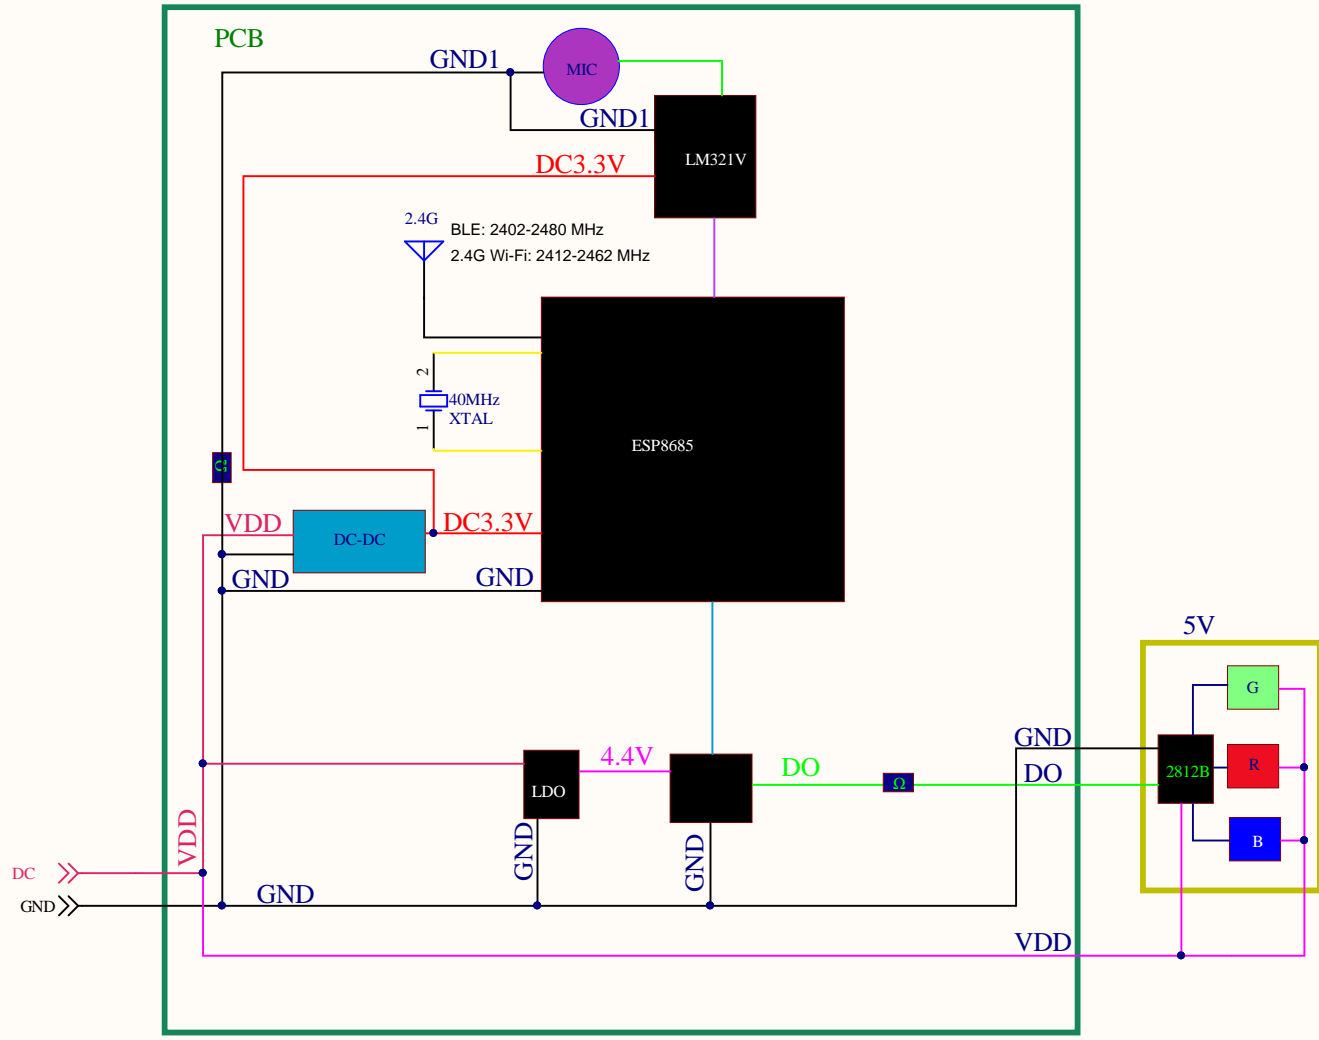 PCB
GND1
MIC
GND1
LM321V
DC3.3V
2.4G
BLE: 2402-2480 MHz
2.4G Wi-Fi: 2412-2462 MHz
2
40MHz
XTAL
1
ESP8685
Ω
VDD
DC-DC
DC3.3V
GND
GND
5V
G
GND
R
2812B
4.4V
DO
DO
LDO
Ω
VDD
GND
GND
B
DC
GND
GND
VDD